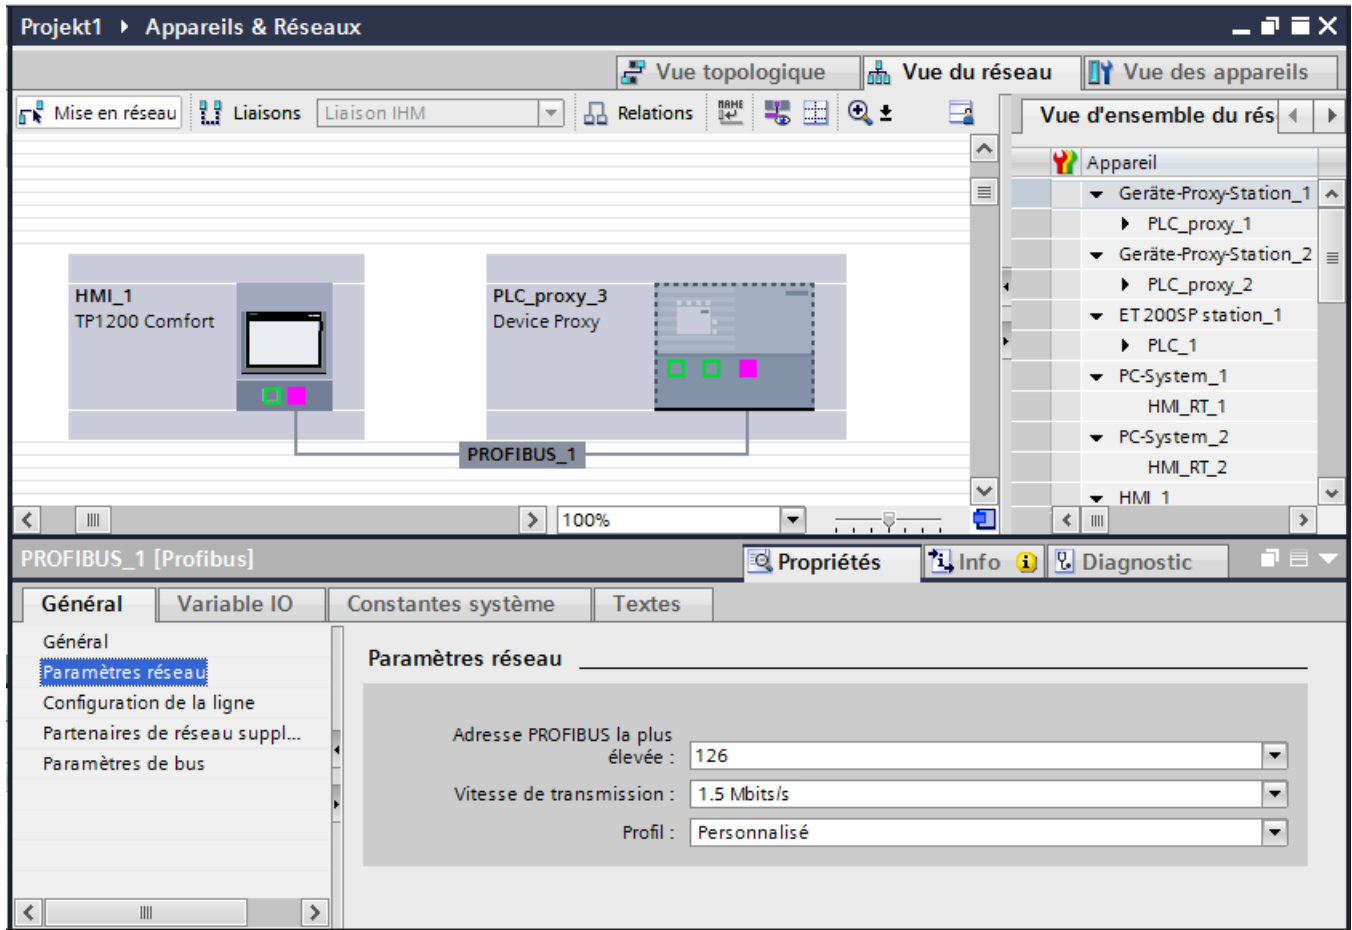 Projekt1 ▸ Appareils & Réseaux
Vue topologique
Vue du réseau
Vue des appareils
Mise en réseau
Liaisons
Liaison IHM
Relations
Vue d'ensemble du rés
Appareil
Geräte-Proxy-Station_1
PLC_proxy_1
Geräte-Proxy-Station_2
PLC_proxy_2
ET 200SP station_1
PLC_1
PC-System_1
HMI_RT_1
PC-System_2
HMI_RT_2
HMI_1
HMI_1
TP1200 Comfort
PLC_proxy_3
Device Proxy
PROFIBUS_1
100%
PROFIBUS_1 [Profibus]
Propriétés
Info
Diagnostic
Général
Variable IO
Constantes système
Textes
Général
Paramètres réseau
Configuration de la ligne
Partenaires de réseau suppl...
Paramètres de bus
Paramètres réseau
Adresse PROFIBUS la plus
élevée : 126
Vitesse de transmission : 1.5 Mbits/s
Profil : Personnalisé